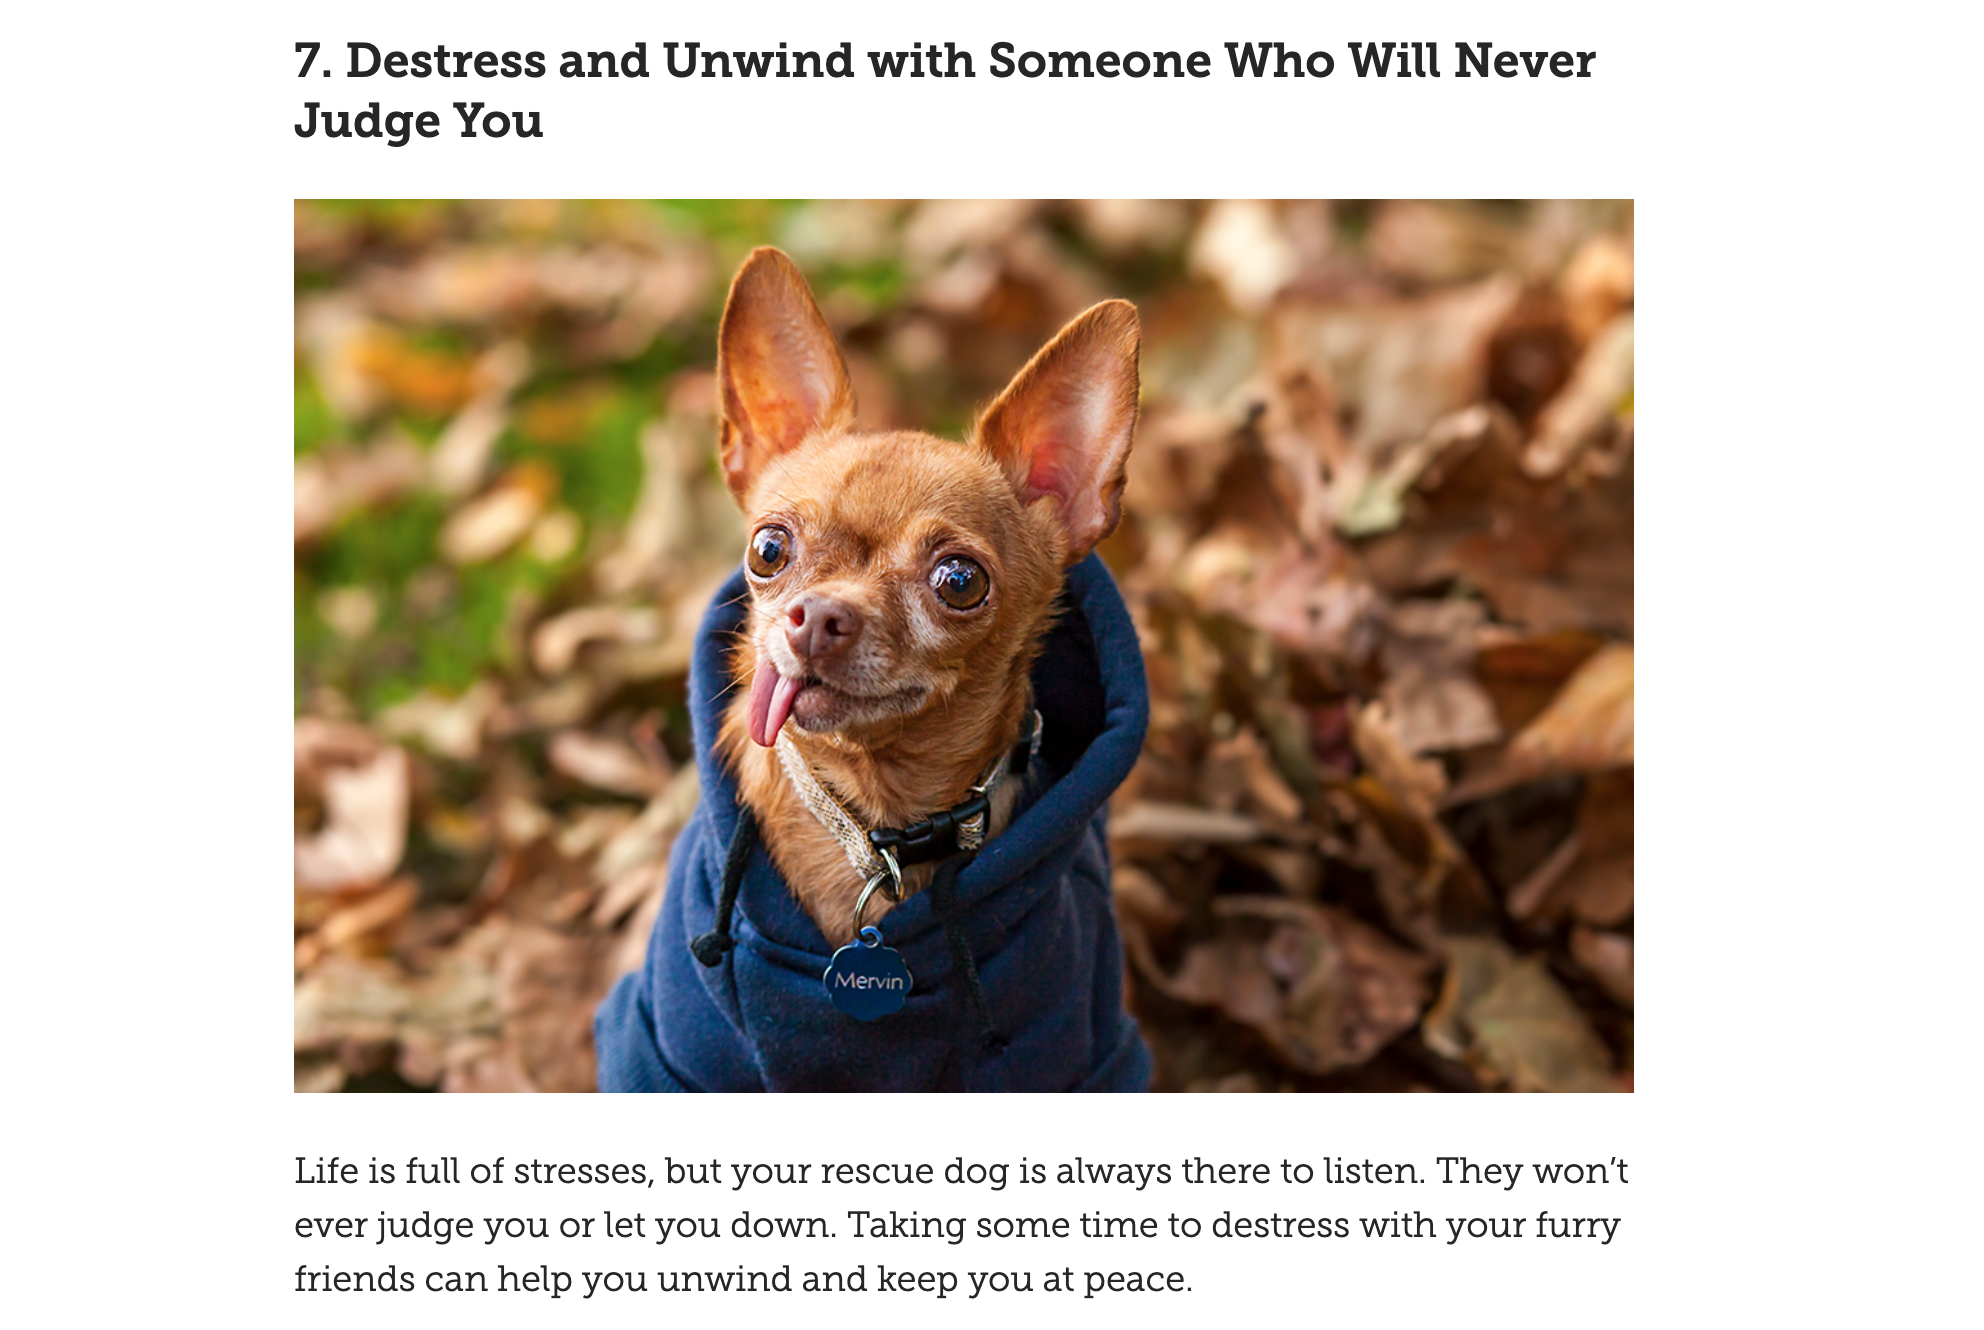 7. Destress and Unwind with Someone Who Will Never
Judge You
Mervin
Life is full of stresses, but your rescue dog is always there to listen. They won’t
ever judge you or let you down. Taking some time to destress with your furry
friends can help you unwind and keep you at peace.